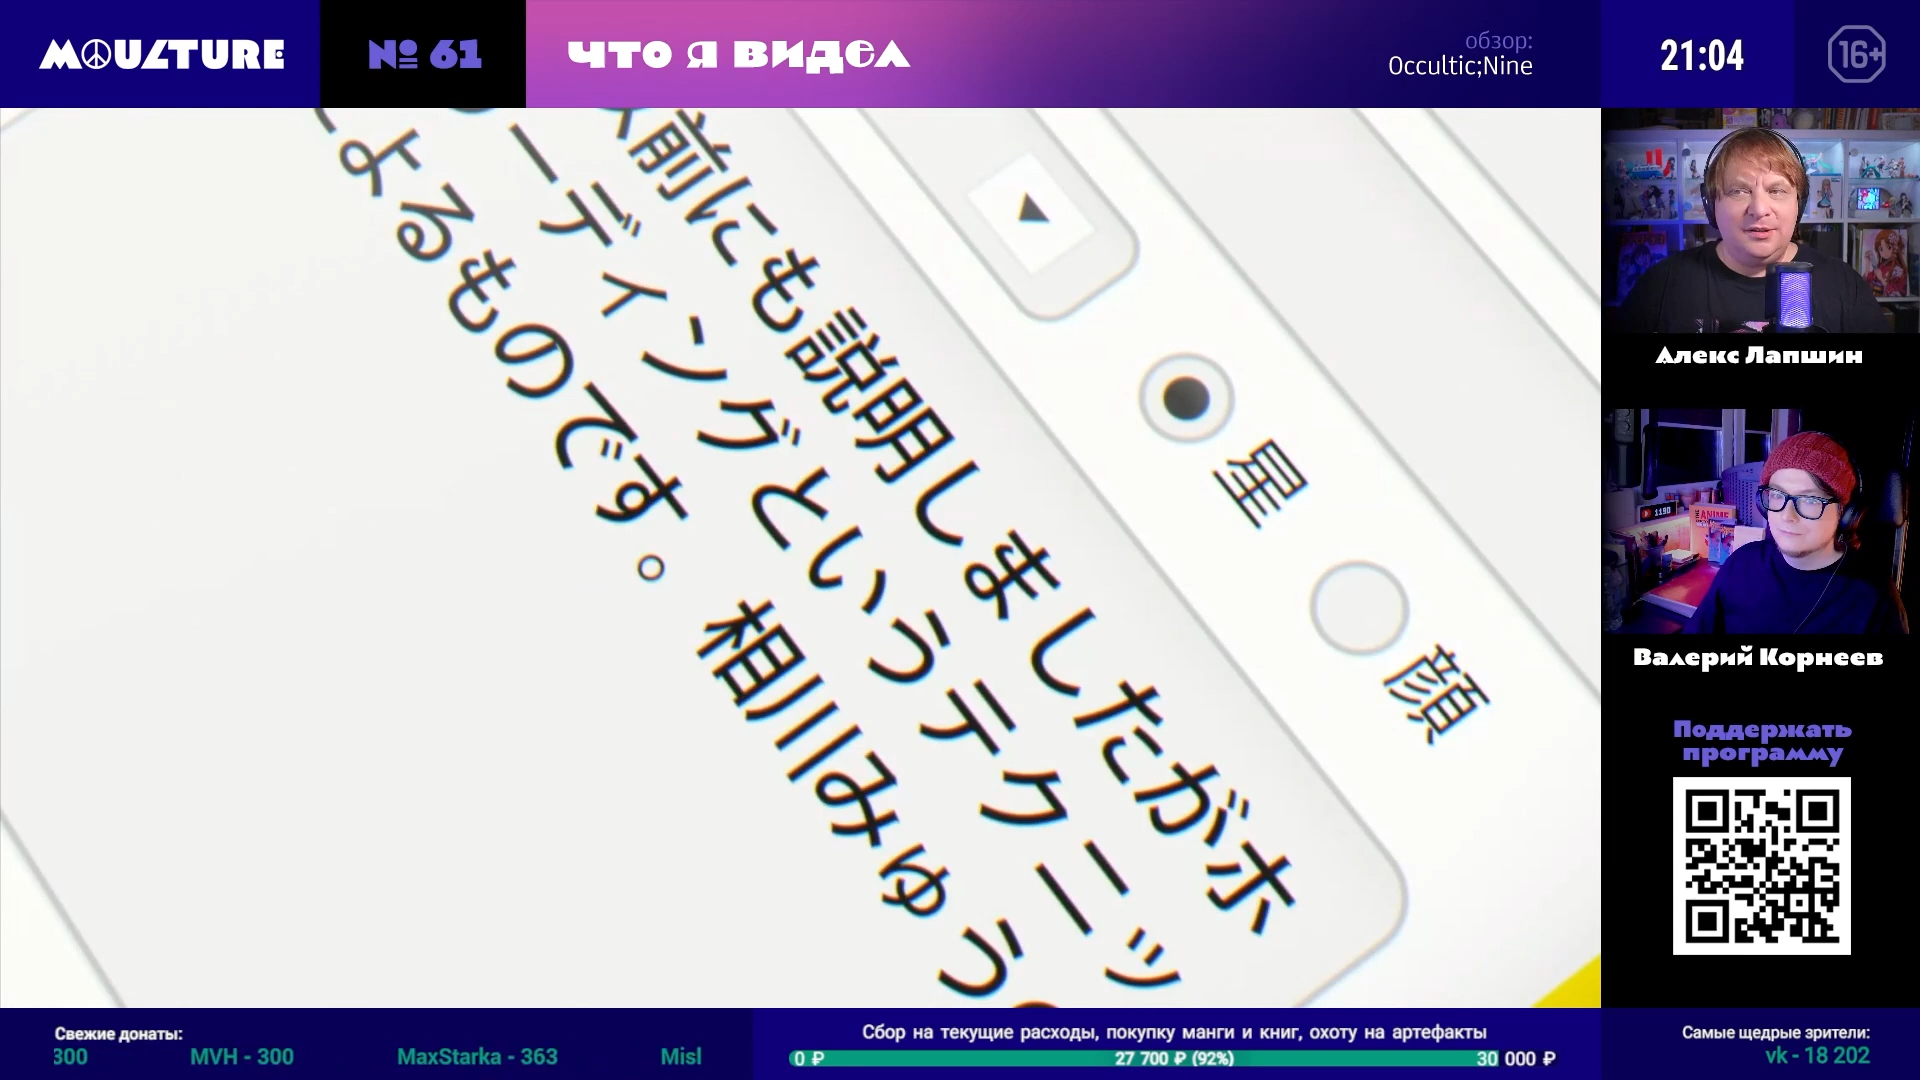 MOULTURE
№ 61
ЧТО Я ВИДЕЛ
обзор:
Occultic;Nine
21:04
16+
前にも説明しましたがホ
ーディングというテクニッ
よるものです。相川みゅう
星
顔
1190
ANIME
Алекс Лапшин
Валерий Корнеев
Поддержать
программу
Свежие донаты:
300 MVH - 300 MaxStarka - 363 Misl
Сбор на текущие расходы, покупку манги и книг, охоту на артефакты
0 ₽ 27 700 ₽ (92%) 30 000 ₽
Самые щедрые зрители:
vk - 18 202